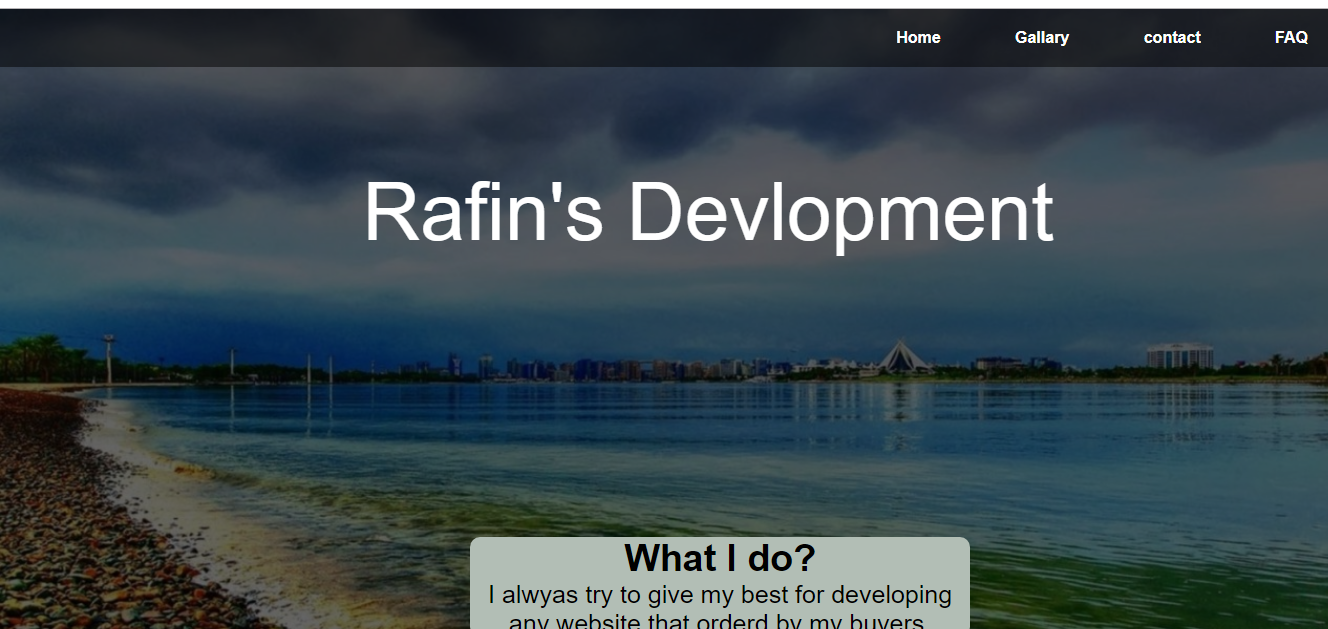 Home Gallary contact FAQ
Rafin's Devlopment
What I do?
I alwyas try to give my best for developing
any website that orderd by my buyers